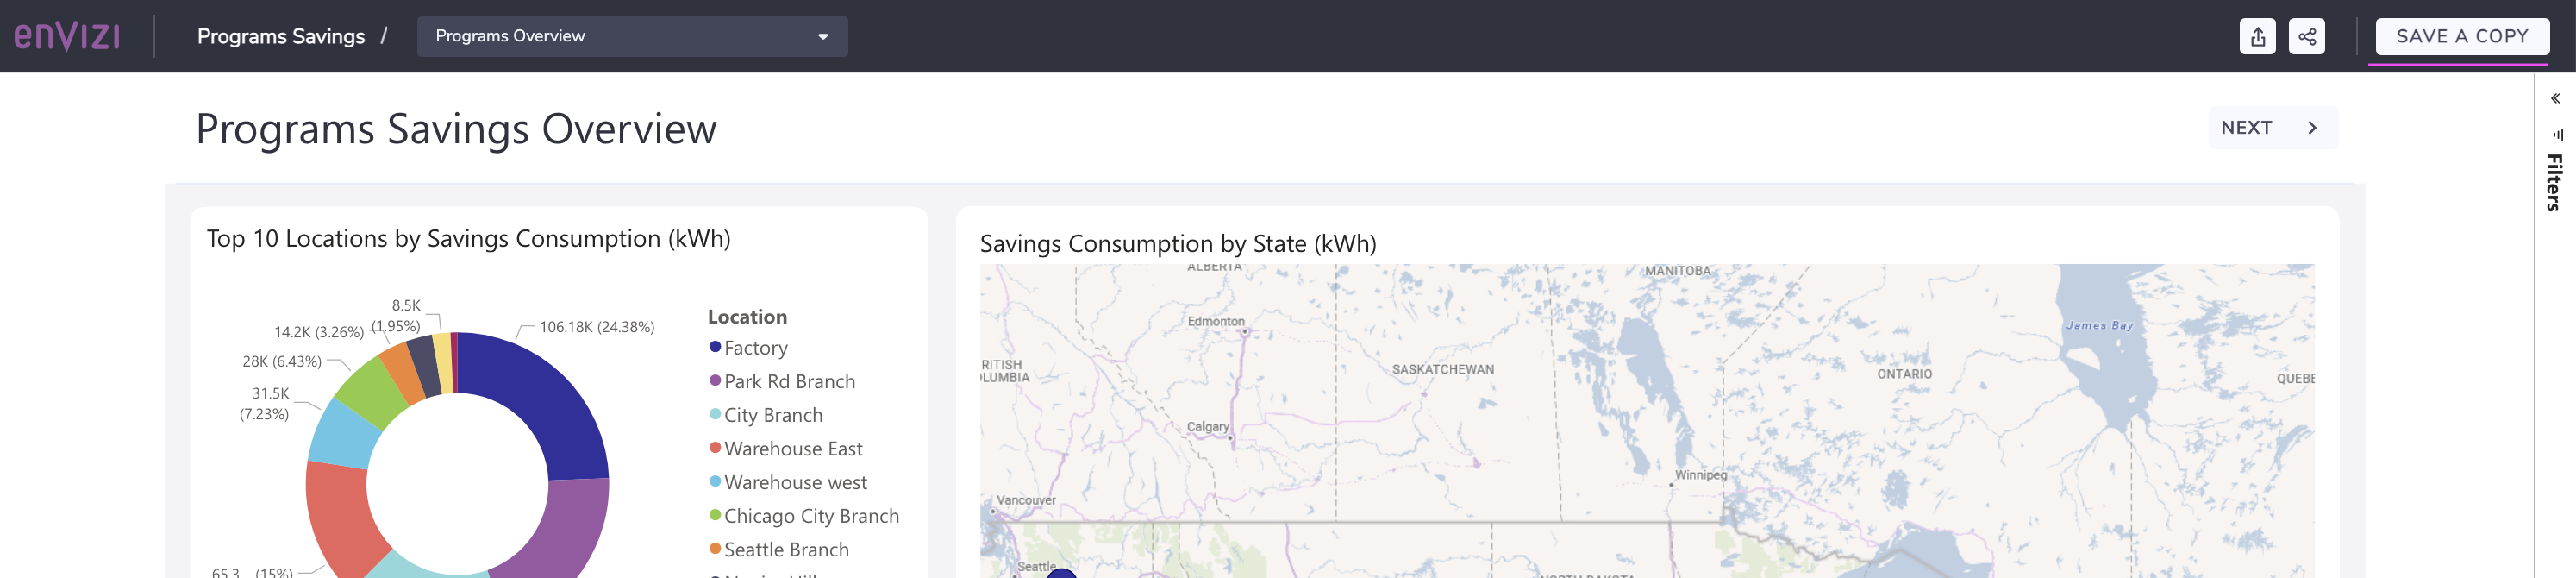 enVIZI
Programs Savings /
Programs Overview
SAVE A COPY
Programs Savings Overview
NEXT
Filters
Top 10 Locations by Savings Consumption (kWh)
8.5K
(1.95%)
14.2K (3.26%)
106.18K (24.38%)
28K (6.43%)
31.5K
(7.23%)
65.3... (15%)
Location
Factory
Park Rd Branch
City Branch
Warehouse East
Warehouse west
Chicago City Branch
Seattle Branch
Savings Consumption by State (kWh)
ALBERTA
MANITOBA
Edmonton
James Bay
RITISH
OLUMBIA
SASKATCHEWAN
ONTARIO
QUEBE
Calgary
Winnipeg
Vancouver
Seattle
NORTH DAKOTA